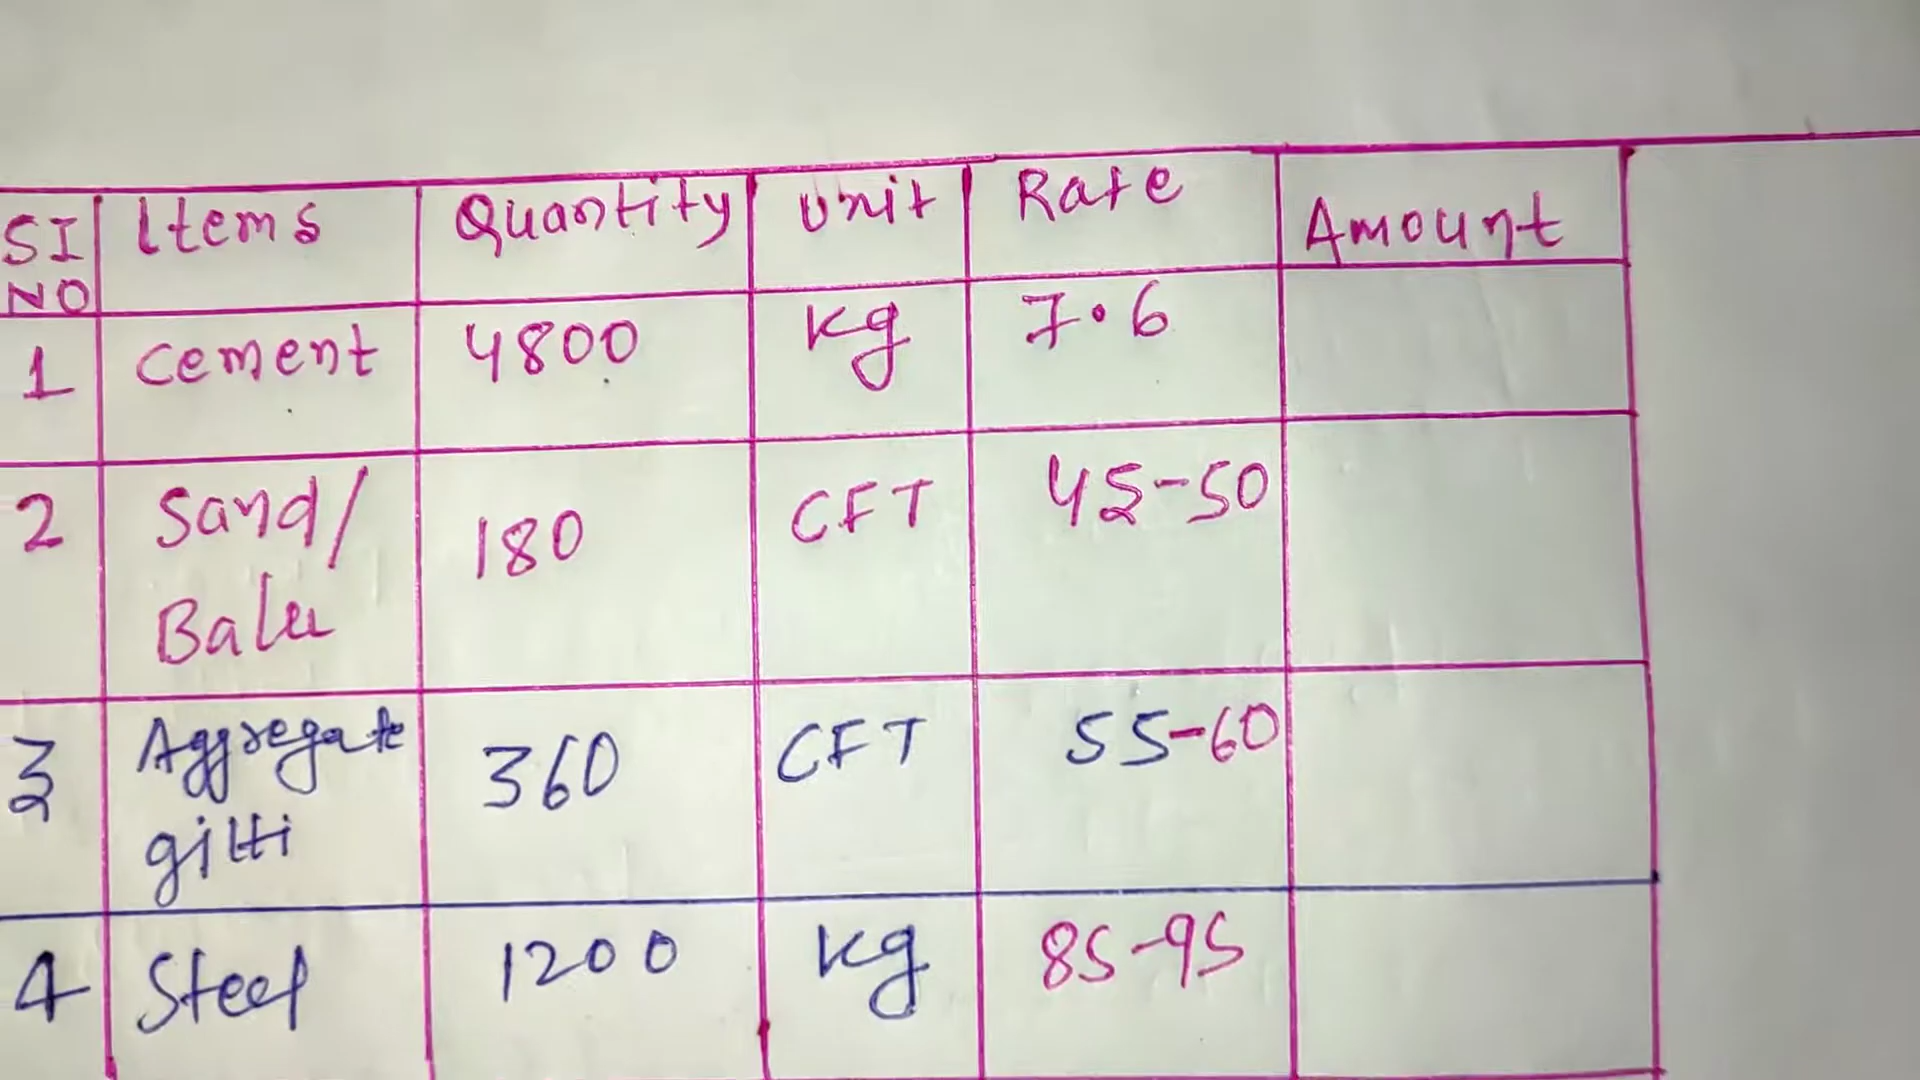 SI NO Items Quantity Unit Rate Amount
1 Cement 4800 Kg 7.6
2 Sand/ Balu 180 CFT 45-50
3 Aggregate gitti 360 CFT 55-60
4 Steel 1200 Kg 85-95